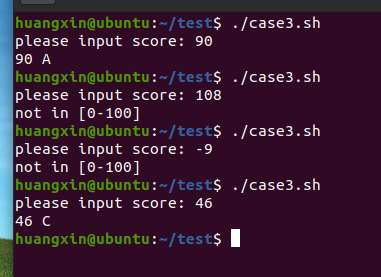 huangxin@ubuntu:~/test$ ./case3.sh
please input score: 90
90 A
huangxin@ubuntu:~/test$ ./case3.sh
please input score: 108
not in [0-100]
huangxin@ubuntu:~/test$ ./case3.sh
please input score: -9
not in [0-100]
huangxin@ubuntu:~/test$ ./case3.sh
please input score: 46
46 C
huangxin@ubuntu:~/test$